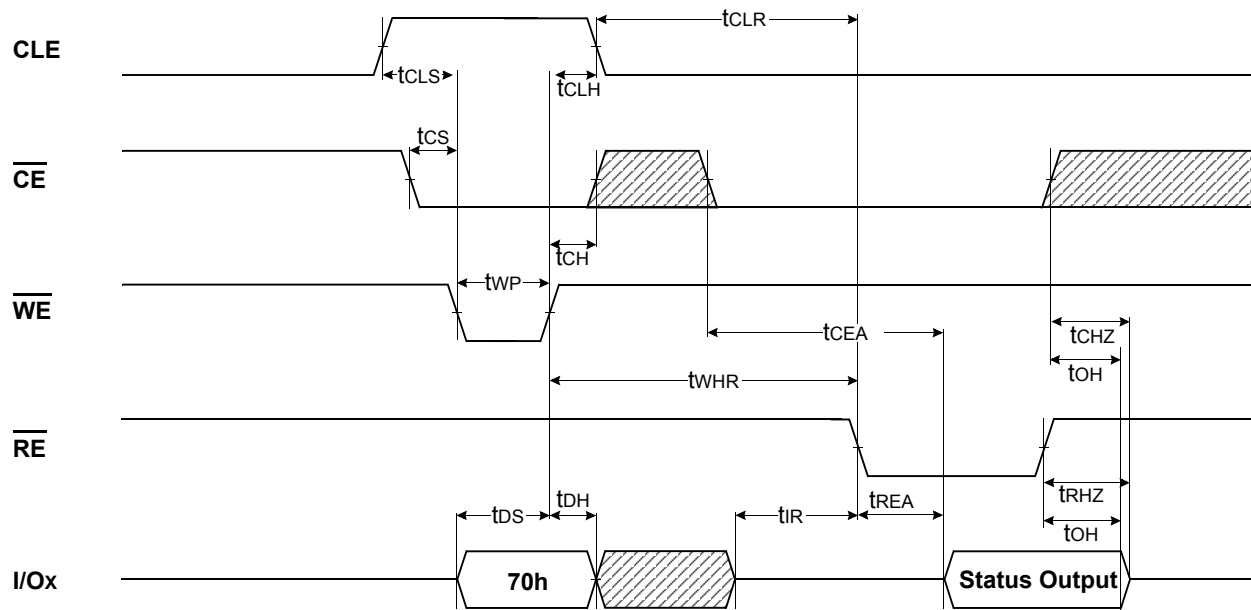 tCLR
CLE
tCLS
tCLH
tCS
CE
tCH
tWP
WE
tCEA
tCHZ
tOH
tWHR
RE
tDH
tREA
tRHZ
tDS
tIR
tOH
I/Ox
70h
Status Output